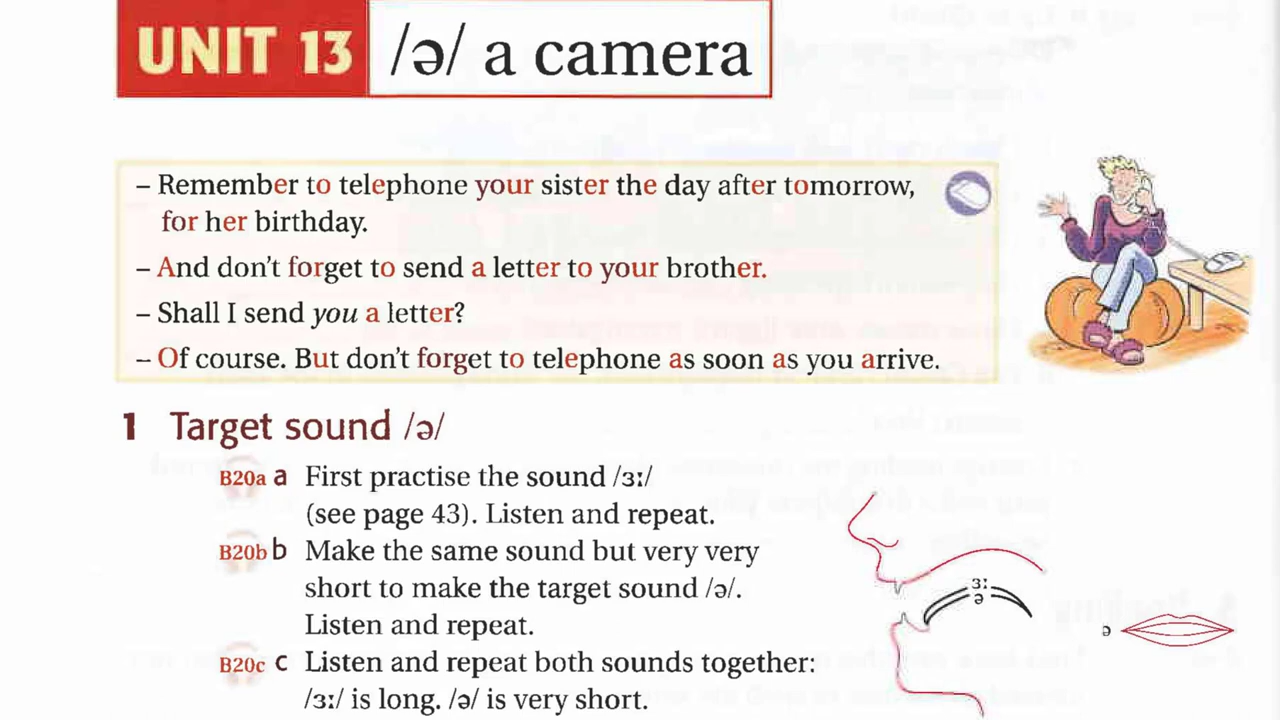 UNIT 13 /ə/ a camera
– Remember to telephone your sister the day after tomorrow,
for her birthday.
– And don't forget to send a letter to your brother.
– Shall I send you a letter?
– Of course. But don't forget to telephone as soon as you arrive.
1 Target sound /ə/
B20a a First practise the sound /ɜː/
(see page 43). Listen and repeat.
B20b b Make the same sound but very very
short to make the target sound /ə/.
Listen and repeat.
B20c c Listen and repeat both sounds together:
/ɜː/ is long. /ə/ is very short.
ɜː
ə
ə